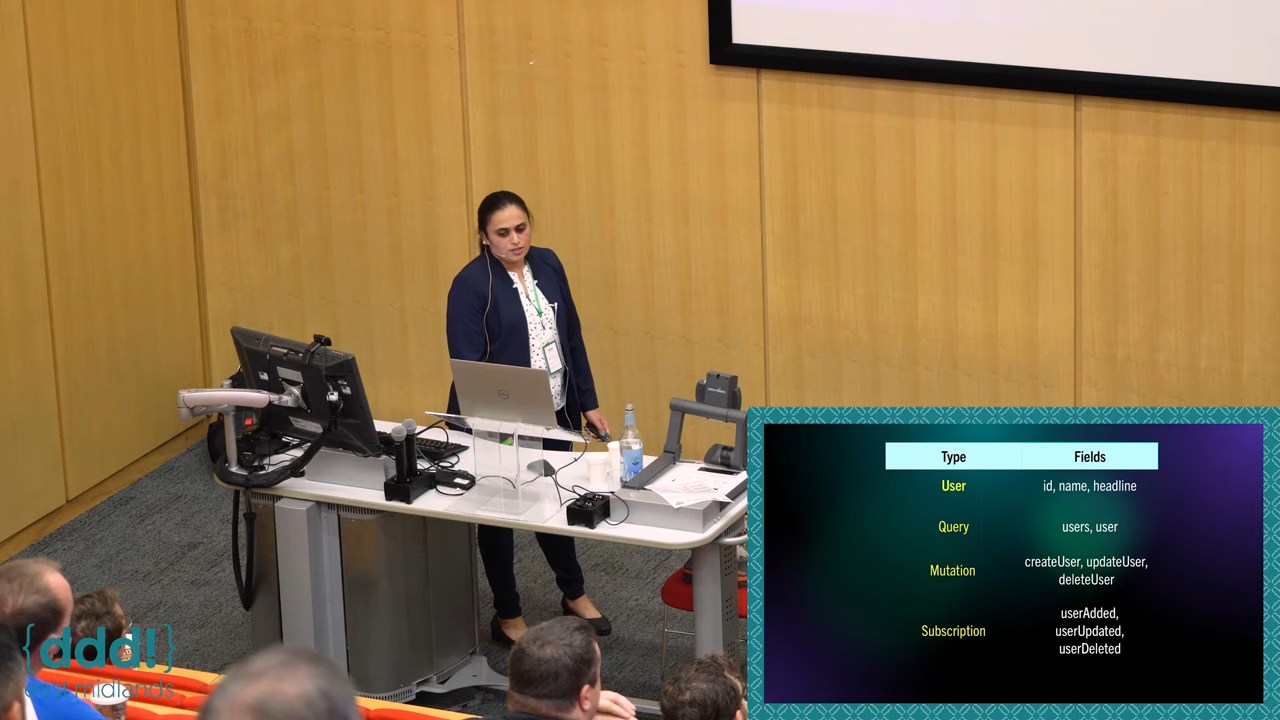 Type Fields
User id, name, headline
Query users, user
Mutation createUser, updateUser,
deleteUser
Subscription userAdded,
userUpdated,
userDeleted
{ddd!}
east midlands